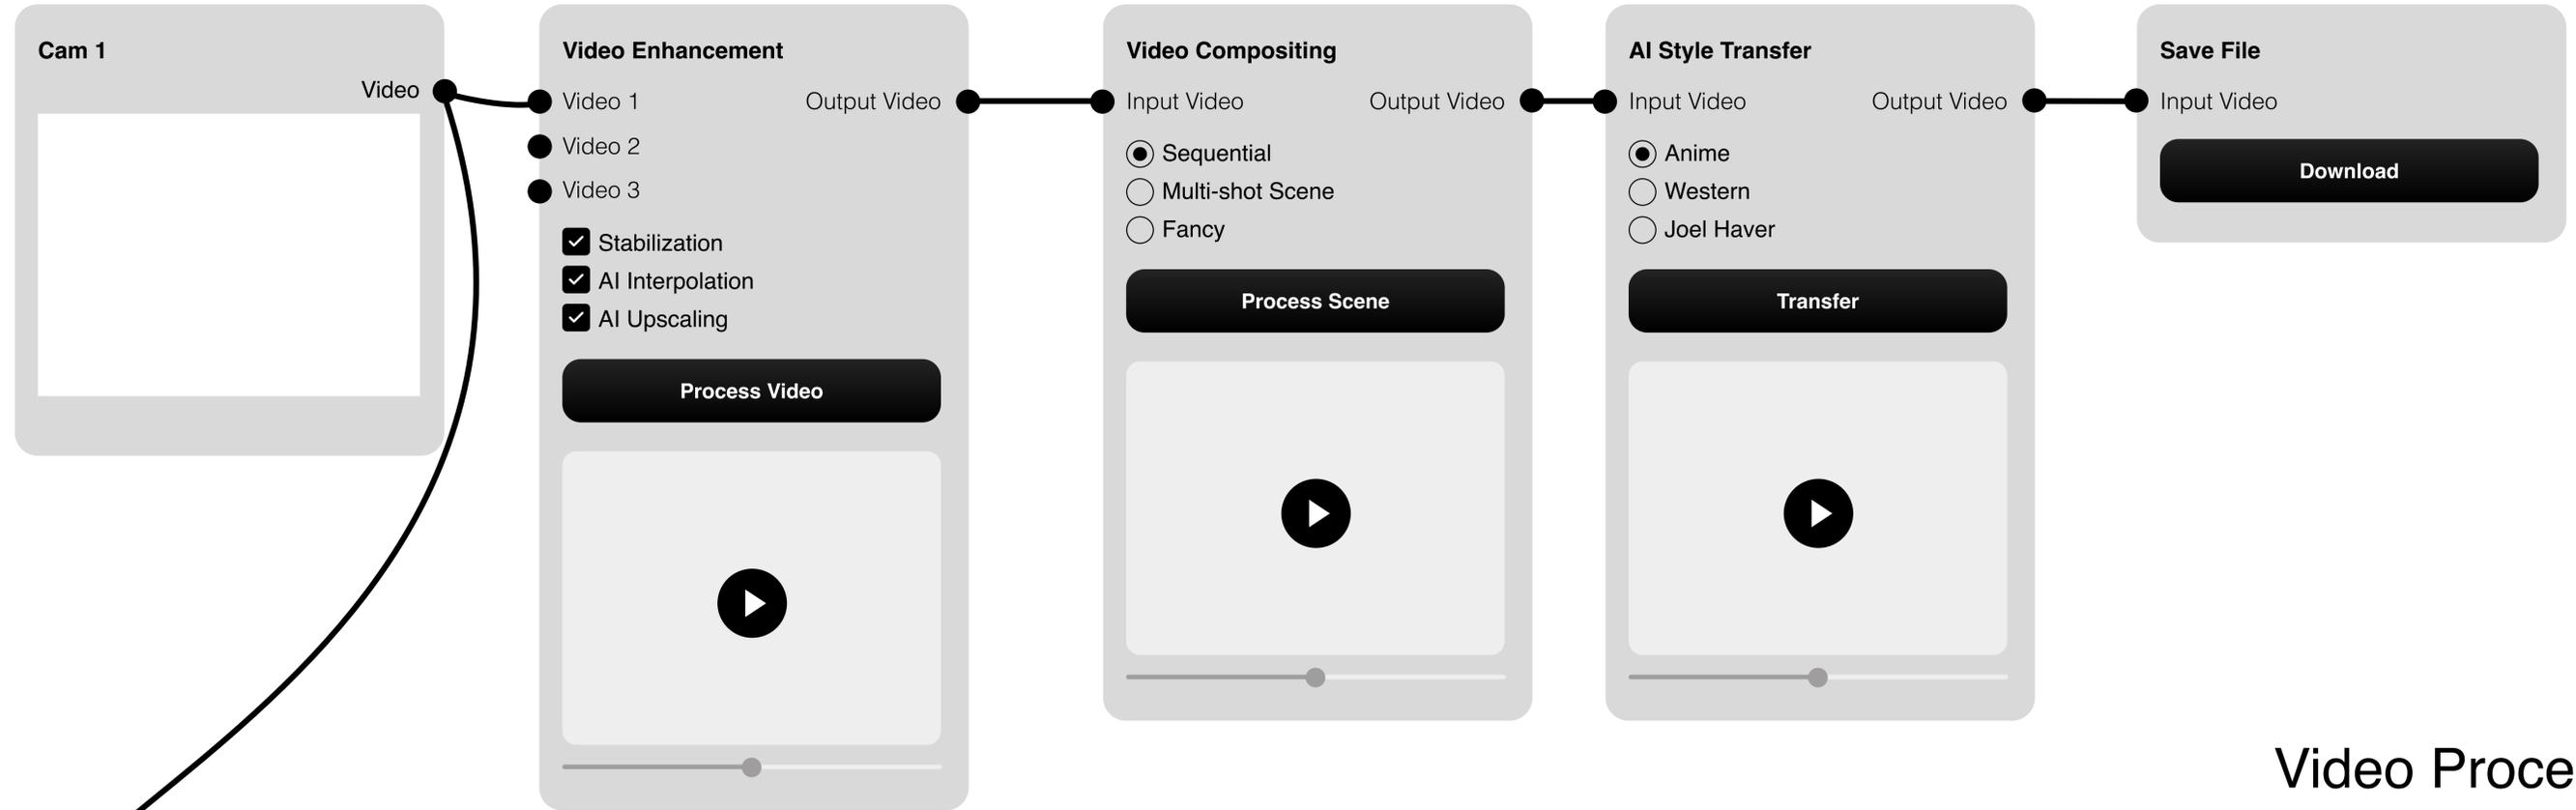 Cam 1
Video
Video Enhancement
Video 1
Output Video
Video 2
Video 3
Stabilization
AI Interpolation
AI Upscaling
Process Video
Video Compositing
Input Video
Output Video
Sequential
Multi-shot Scene
Fancy
Process Scene
AI Style Transfer
Input Video
Output Video
Anime
Western
Joel Haver
Transfer
Save File
Input Video
Download
Video Proce